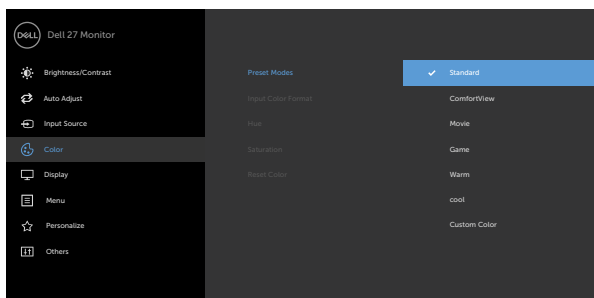 DELL Dell 27 Monitor
Brightness/Contrast
Auto Adjust
Input Source
Color
Display
Menu
Personalize
Others
Preset Modes
Input Color Format
Hue
Saturation
Reset Color
Standard
ComfortView
Movie
Game
Warm
cool
Custom Color